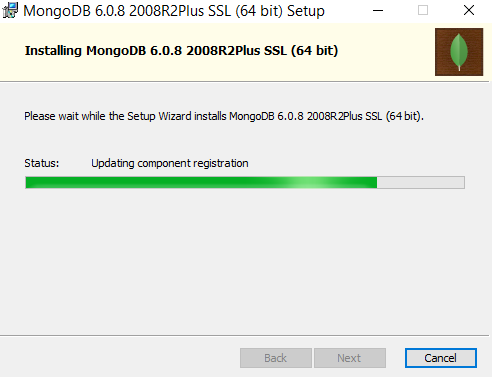 MongoDB 6.0.8 2008R2Plus SSL (64 bit) Setup
Installing MongoDB 6.0.8 2008R2Plus SSL (64 bit)
Please wait while the Setup Wizard installs MongoDB 6.0.8 2008R2Plus SSL (64 bit).
Status: Updating component registration
Back Next Cancel